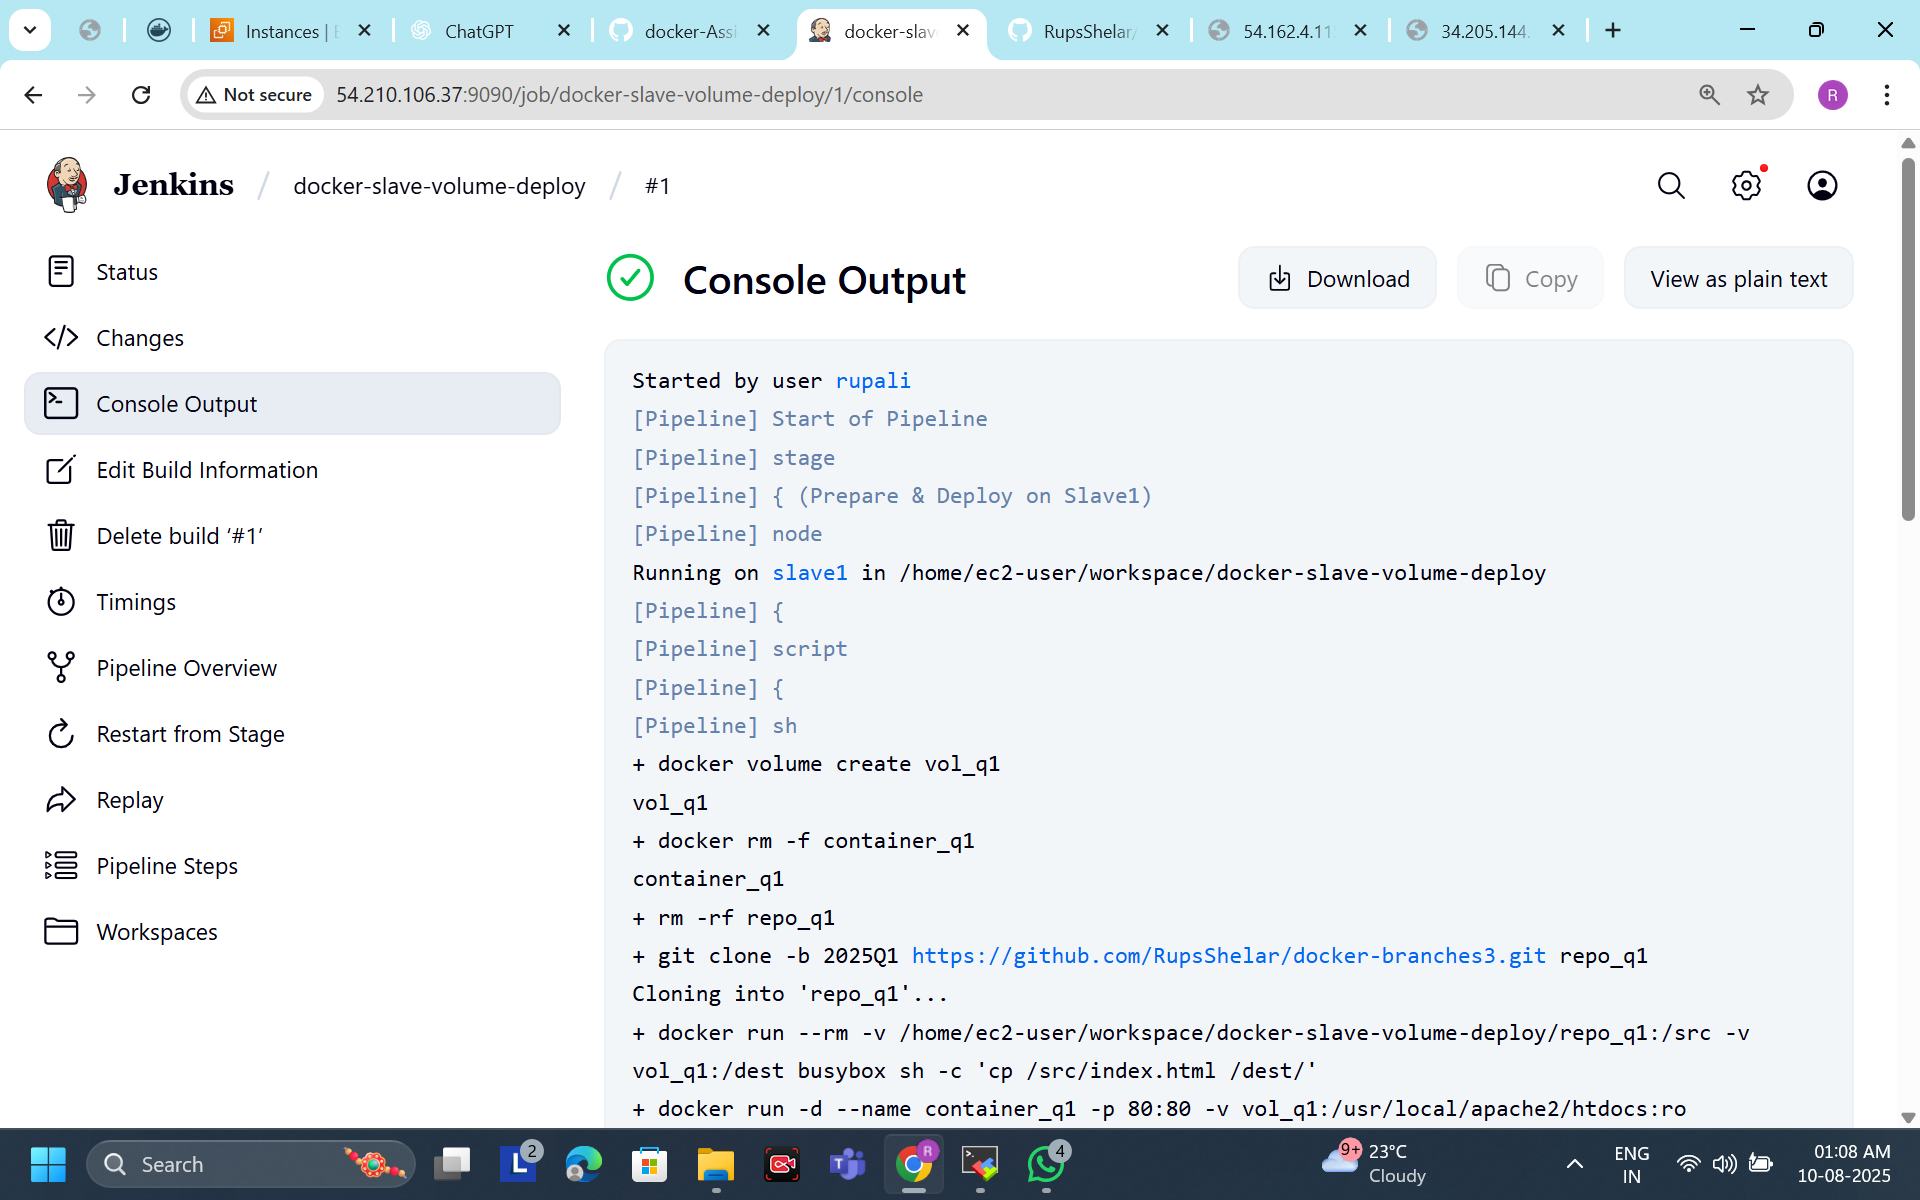 Instances |
ChatGPT
docker-Assi
docker-slav
RupsShelar/
54.162.4.11
34.205.144.
Not secure
54.210.106.37:9090/job/docker-slave-volume-deploy/1/console
R
Jenkins / docker-slave-volume-deploy / #1
Status
Changes
Console Output
Edit Build Information
Delete build ‘#1’
Timings
Pipeline Overview
Restart from Stage
Replay
Pipeline Steps
Workspaces
Console Output
Download
Copy
View as plain text
Started by user rupali
[Pipeline] Start of Pipeline
[Pipeline] stage
[Pipeline] { (Prepare & Deploy on Slave1)
[Pipeline] node
Running on slave1 in /home/ec2-user/workspace/docker-slave-volume-deploy
[Pipeline] {
[Pipeline] script
[Pipeline] {
[Pipeline] sh
+ docker volume create vol_q1
vol_q1
+ docker rm -f container_q1
container_q1
+ rm -rf repo_q1
+ git clone -b 2025Q1 https://github.com/RupsShelar/docker-branches3.git repo_q1
Cloning into 'repo_q1'...
+ docker run --rm -v /home/ec2-user/workspace/docker-slave-volume-deploy/repo_q1:/src -v
vol_q1:/dest busybox sh -c 'cp /src/index.html /dest/'
+ docker run -d --name container_q1 -p 80:80 -v vol_q1:/usr/local/apache2/htdocs:ro
Search
L
2
R
4
9+
23°C
Cloudy
ENG
IN
01:08 AM
10-08-2025